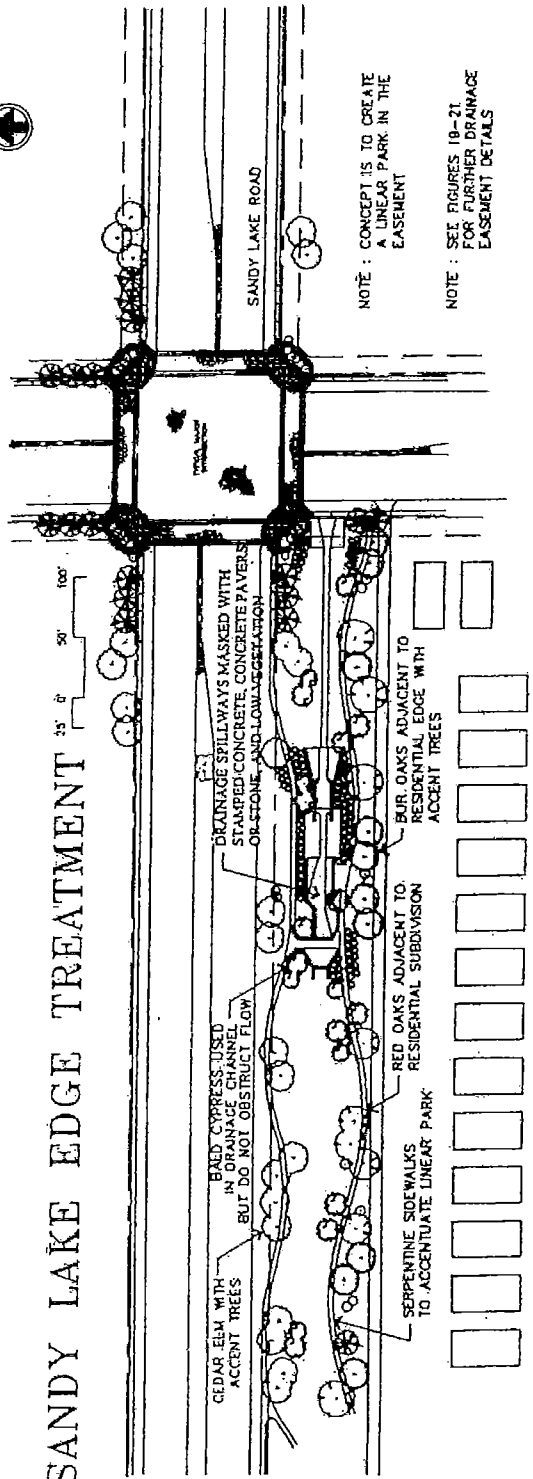 SANDY LAKE EDGE TREATMENT
25' 0' 50' 100'
SANDY LAKE ROAD
DRAINAGE SPILLWAYS MASKED WITH
STAMPED CONCRETE, CONCRETE PAVERS
OR STONE, AND LOW VEGETATION
BALD CYPRESS USED
IN DRAINAGE CHANNEL
BUT DO NOT OBSTRUCT FLOW
CEDAR ELM WITH
ACCENT TREES
NOTE : CONCEPT IS TO CREATE
A LINEAR PARK IN THE
EASEMENT
NOTE : SEE FIGURES 18-21
FOR FURTHER DRAINAGE
EASEMENT DETAILS
BUR OAKS ADJACENT TO
RESIDENTIAL EDGE WITH
ACCENT TREES
RED OAKS ADJACENT TO
RESIDENTIAL SUBDIVISION
SERPENTINE SIDEWALKS
TO ACCENTUATE LINEAR PARK